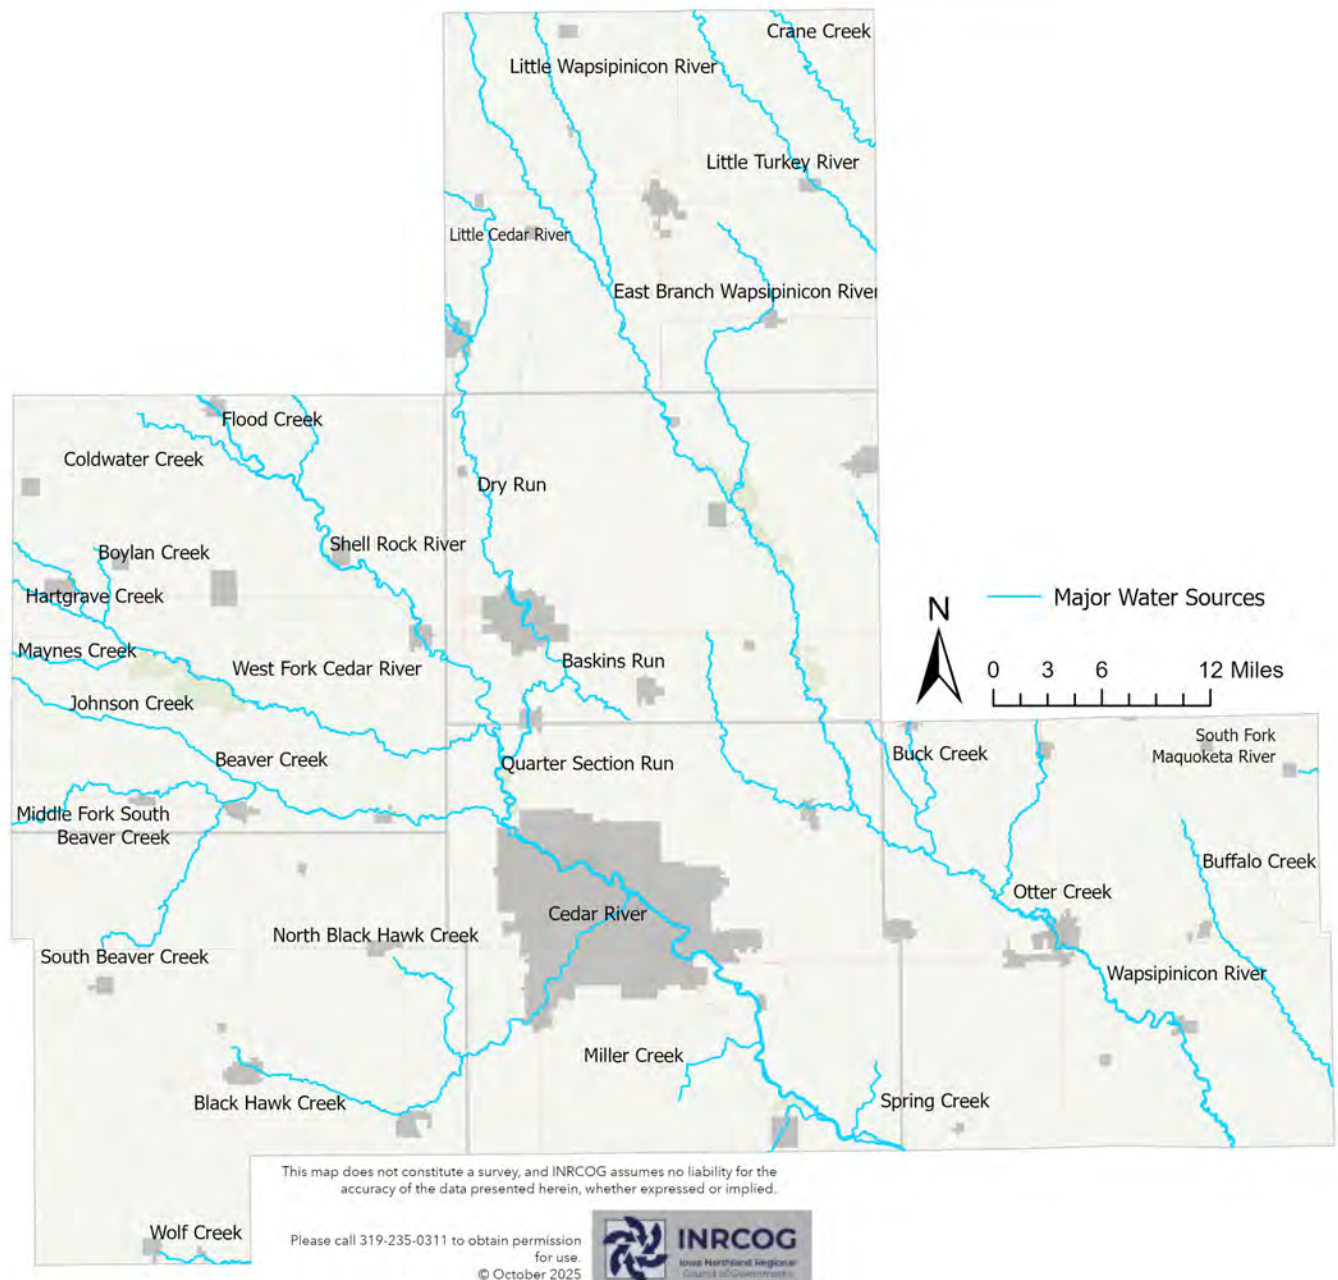 Crane Creek
Little Wapsipinicon River
Little Turkey River
Little Cedar River
East Branch Wapsipinicon River
Flood Creek
Coldwater Creek
Dry Run
Boylan Creek
Shell Rock River
Hartgrave Creek
N
Major Water Sources
Maynes Creek
West Fork Cedar River
Baskins Run
0 3 6 12 Miles
Johnson Creek
Beaver Creek
Quarter Section Run
Buck Creek
South Fork
Maquoketa River
Middle Fork South
Beaver Creek
Buffalo Creek
Otter Creek
Cedar River
North Black Hawk Creek
South Beaver Creek
Wapsipinicon River
Miller Creek
Black Hawk Creek
Spring Creek
This map does not constitute a survey, and INRCOG assumes no liability for the
accuracy of the data presented herein, whether expressed or implied.
Wolf Creek
Please call 319-235-0311 to obtain permission
for use.
© October 2025
INRCOG
Iowa Northland Regional
Council of Governments